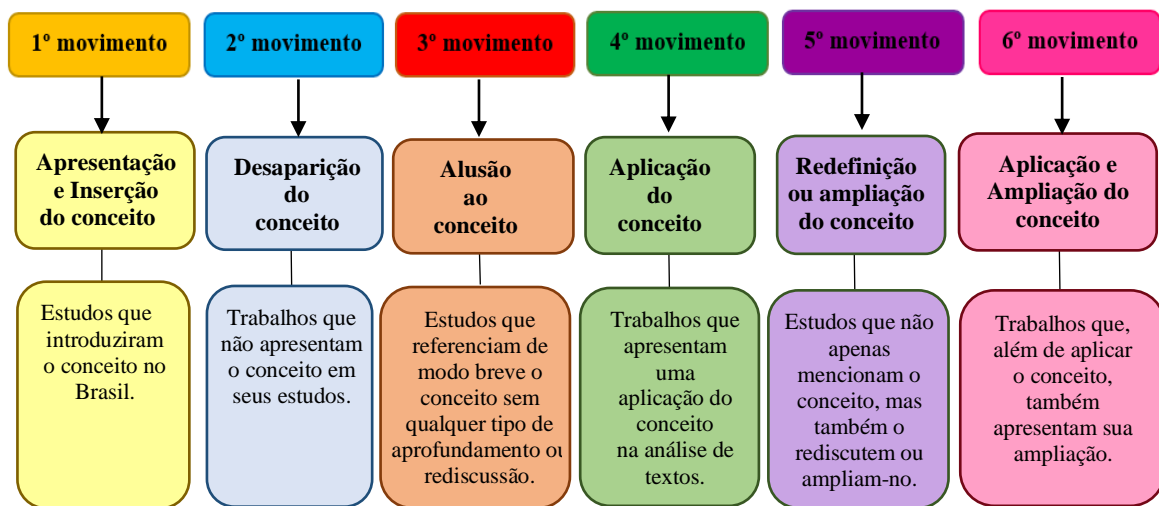 1º movimento
2º movimento
3º movimento
4º movimento
5º movimento
6º movimento
Apresentação
e Inserção
do conceito
Desaparição
do
conceito
Alusão
ao
conceito
Aplicação
do
conceito
Redefinição
ou ampliação
do conceito
Aplicação e
Ampliação do
conceito
Estudos que
introduziram
o conceito no
Brasil.
Trabalhos que
não apresentam
o conceito em
seus estudos.
Estudos que
referenciam de
modo breve o
conceito sem
qualquer tipo de
aprofundamento ou
rediscussão.
Trabalhos que
apresentam
uma
aplicação do
conceito
na análise de
textos.
Estudos que não
apenas
mencionam o
conceito, mas
também o
rediscutem ou
ampliam-no.
Trabalhos que,
além de aplicar
o conceito,
também
apresentam sua
ampliação.